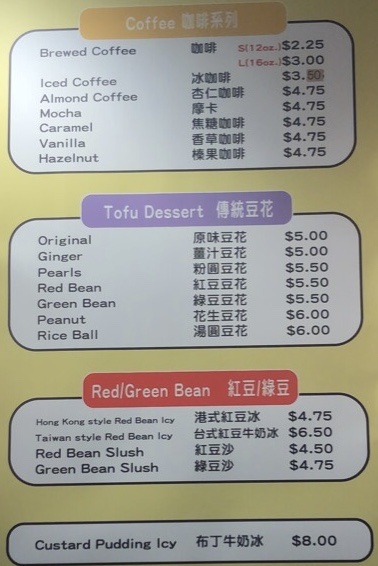 Coffee 咖啡系列
Brewed Coffee 咖啡 S(12oz.)$2.25
L(16oz.)$3.00
Iced Coffee 冰咖啡 $3.50
Almond Coffee 杏仁咖啡 $4.75
Mocha 摩卡 $4.75
Caramel 焦糖咖啡 $4.75
Vanilla 香草咖啡 $4.75
Hazelnut 榛果咖啡 $4.75
Tofu Dessert 傳統豆花
Original 原味豆花 $5.00
Ginger 薑汁豆花 $5.00
Pearls 粉圓豆花 $5.50
Red Bean 紅豆豆花 $5.50
Green Bean 綠豆豆花 $5.50
Peanut 花生豆花 $6.00
Rice Ball 湯圓豆花 $6.00
Red/Green Bean 紅豆/綠豆
Hong Kong style Red Bean Icy 港式紅豆冰 $4.75
Taiwan style Red Bean Icy 台式紅豆牛奶冰 $6.50
Red Bean Slush 紅豆沙 $4.50
Green Bean Slush 綠豆沙 $4.75
Custard Pudding Icy 布丁牛奶冰 $8.00